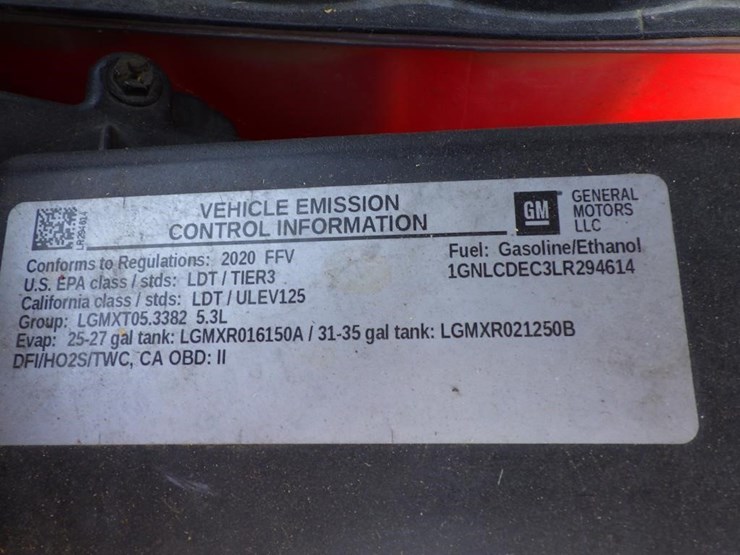 VEHICLE EMISSION
CONTROL INFORMATION
GM
GENERAL
MOTORS
LLC
LR294614
Conforms to Regulations: 2020 FFV
Fuel: Gasoline/Ethanol
U.S. EPA class / stds: LDT / TIER3
1GNLCDEC3LR294614
California class / stds: LDT / ULEV125
Group: LGMXT05.3382 5.3L
Evap: 25-27 gal tank: LGMXR016150A / 31-35 gal tank: LGMXR021250B
DFI/HO2S/TWC, CA OBD: II